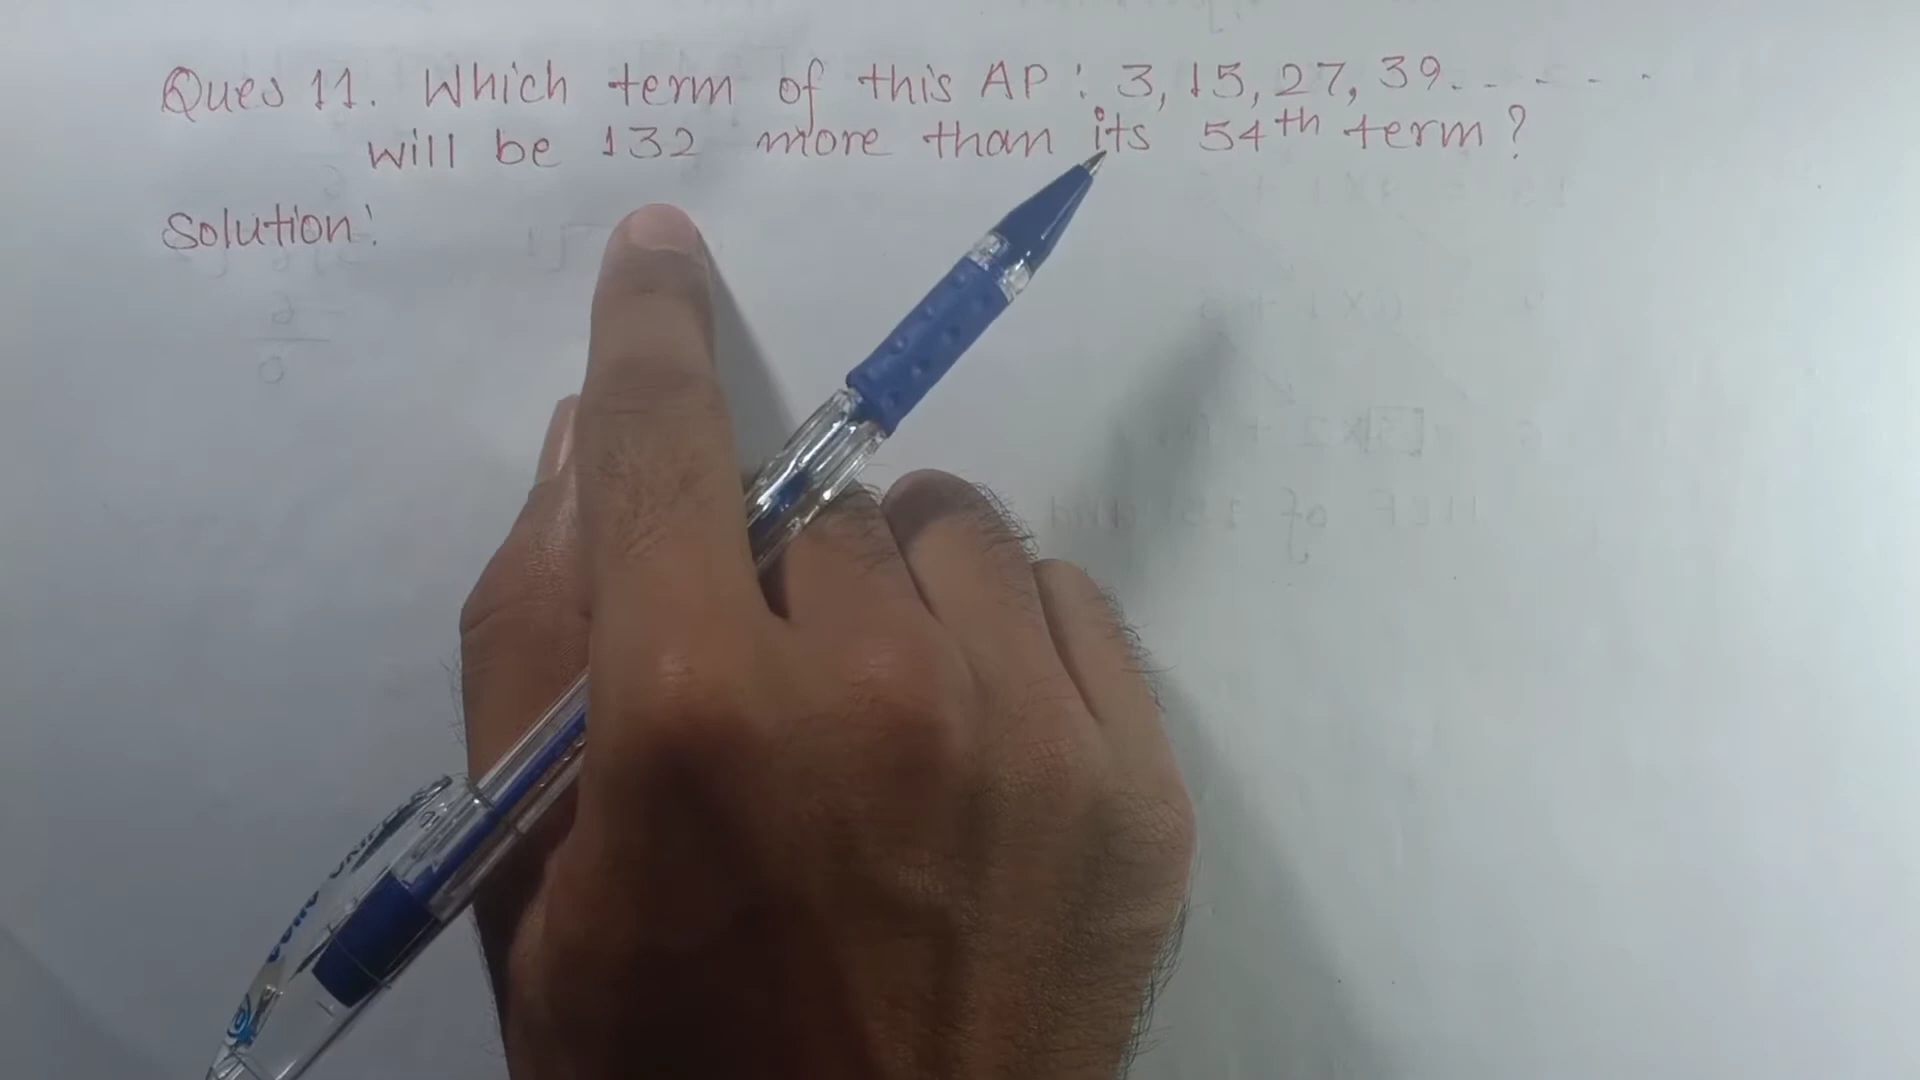 Ques 11. Which term of this AP : 3, 15, 27, 39. - - - - -
will be 132 more than its 54th term ?
Solution: